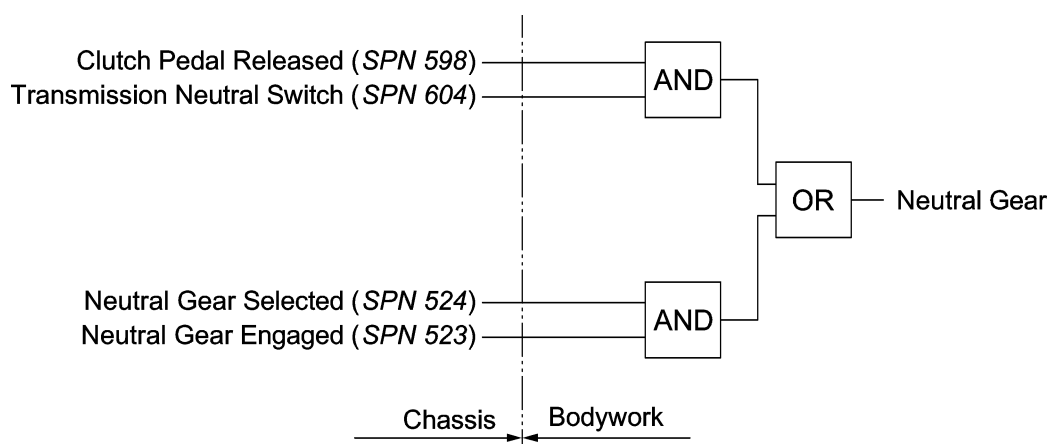 Clutch Pedal Released (SPN 598)
Transmission Neutral Switch (SPN 604)
AND
OR
Neutral Gear
Neutral Gear Selected (SPN 524)
Neutral Gear Engaged (SPN 523)
AND
Chassis
Bodywork